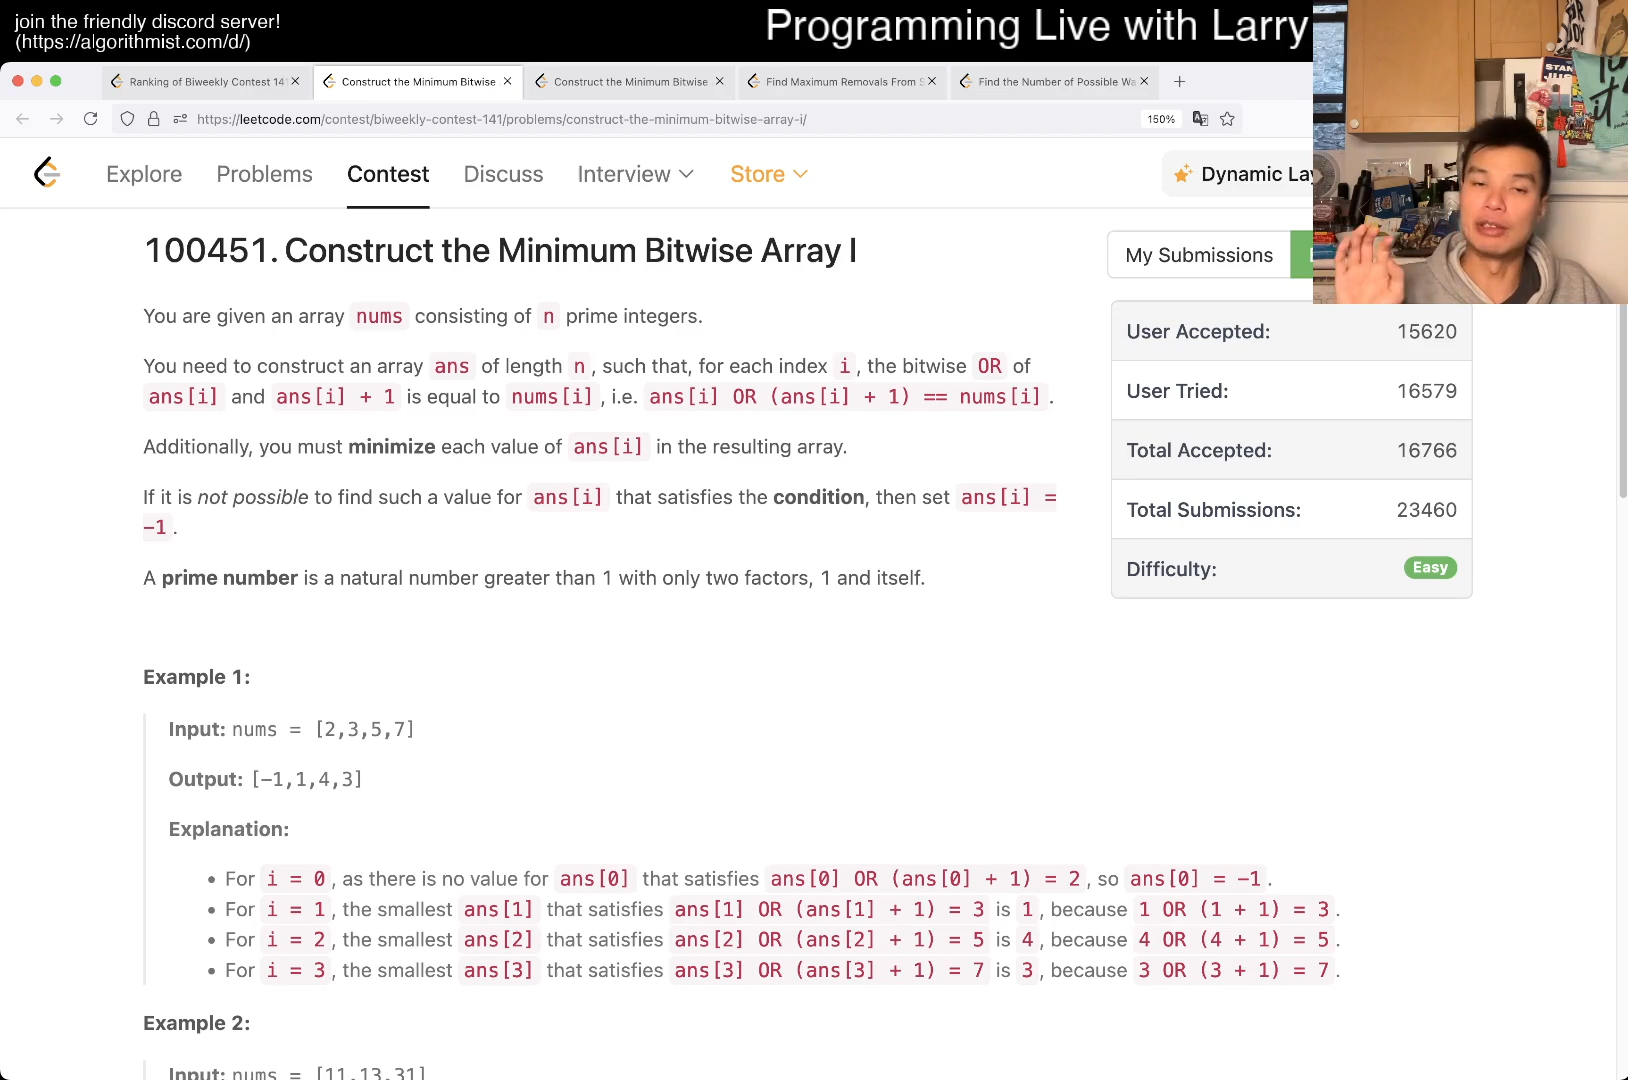 join the friendly discord server!
(https://algorithmist.com/d/)
Programming Live with Larry
Ranking of Biweekly Contest 141
Construct the Minimum Bitwise
Construct the Minimum Bitwise
Find Maximum Removals From S
Find the Number of Possible Wa
https://leetcode.com/contest/biweekly-contest-141/problems/construct-the-minimum-bitwise-array-i/
150%
Explore
Problems
Contest
Discuss
Interview
Store
Dynamic Lay
100451. Construct the Minimum Bitwise Array I
You are given an array nums consisting of n prime integers.
You need to construct an array ans of length n, such that, for each index i, the bitwise OR of
ans[i] and ans[i] + 1 is equal to nums[i], i.e. ans[i] OR (ans[i] + 1) == nums[i].
Additionally, you must minimize each value of ans[i] in the resulting array.
If it is not possible to find such a value for ans[i] that satisfies the condition, then set ans[i] =
-1.
A prime number is a natural number greater than 1 with only two factors, 1 and itself.
My Submissions
User Accepted: 15620
User Tried: 16579
Total Accepted: 16766
Total Submissions: 23460
Difficulty: Easy
Example 1:
Input: nums = [2,3,5,7]
Output: [-1,1,4,3]
Explanation:
• For i = 0, as there is no value for ans[0] that satisfies ans[0] OR (ans[0] + 1) = 2, so ans[0] = -1.
• For i = 1, the smallest ans[1] that satisfies ans[1] OR (ans[1] + 1) = 3 is 1, because 1 OR (1 + 1) = 3.
• For i = 2, the smallest ans[2] that satisfies ans[2] OR (ans[2] + 1) = 5 is 4, because 4 OR (4 + 1) = 5.
• For i = 3, the smallest ans[3] that satisfies ans[3] OR (ans[3] + 1) = 7 is 3, because 3 OR (3 + 1) = 7.
Example 2:
Input: nums = [11,13,31]